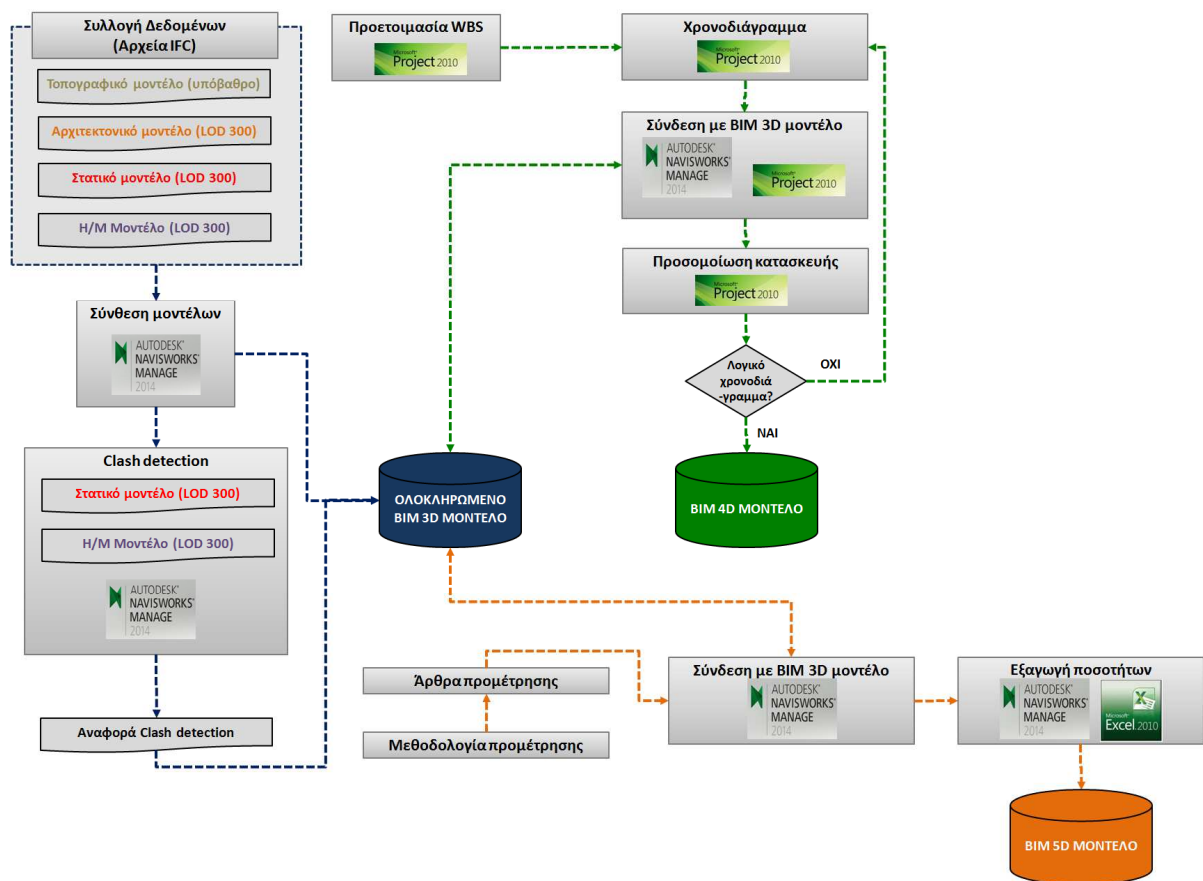 Συλλογή Δεδομένων
(Αρχεία IFC)
Τοπογραφικό μοντέλο (υπόβαθρο)
Αρχιτεκτονικό μοντέλο (LOD 300)
Στατικό μοντέλο (LOD 300)
Η/Μ Μοντέλο (LOD 300)
Σύνθεση μοντέλων
AUTODESK®
NAVISWORKS®
MANAGE
2014
Clash detection
Στατικό μοντέλο (LOD 300)
Η/Μ Μοντέλο (LOD 300)
AUTODESK®
NAVISWORKS®
MANAGE
2014
Αναφορά Clash detection
Προετοιμασία WBS
Microsoft®
Project 2010
Χρονοδιάγραμμα
Microsoft®
Project 2010
Σύνδεση με BIM 3D μοντέλο
AUTODESK®
NAVISWORKS®
MANAGE
2014
Microsoft®
Project 2010
Προσομοίωση κατασκευής
Microsoft®
Project 2010
Λογικό
χρονοδιά
-γραμμα?
ΟΧΙ
ΝΑΙ
ΟΛΟΚΛΗΡΩΜΕΝΟ
BIM 3D ΜΟΝΤΕΛΟ
BIM 4D ΜΟΝΤΕΛΟ
Άρθρα προμέτρησης
Μεθοδολογία προμέτρησης
Σύνδεση με BIM 3D μοντέλο
AUTODESK®
NAVISWORKS®
MANAGE
2014
Εξαγωγή ποσοτήτων
AUTODESK®
NAVISWORKS®
MANAGE
2014
Microsoft®
Excel 2010
BIM 5D ΜΟΝΤΕΛΟ